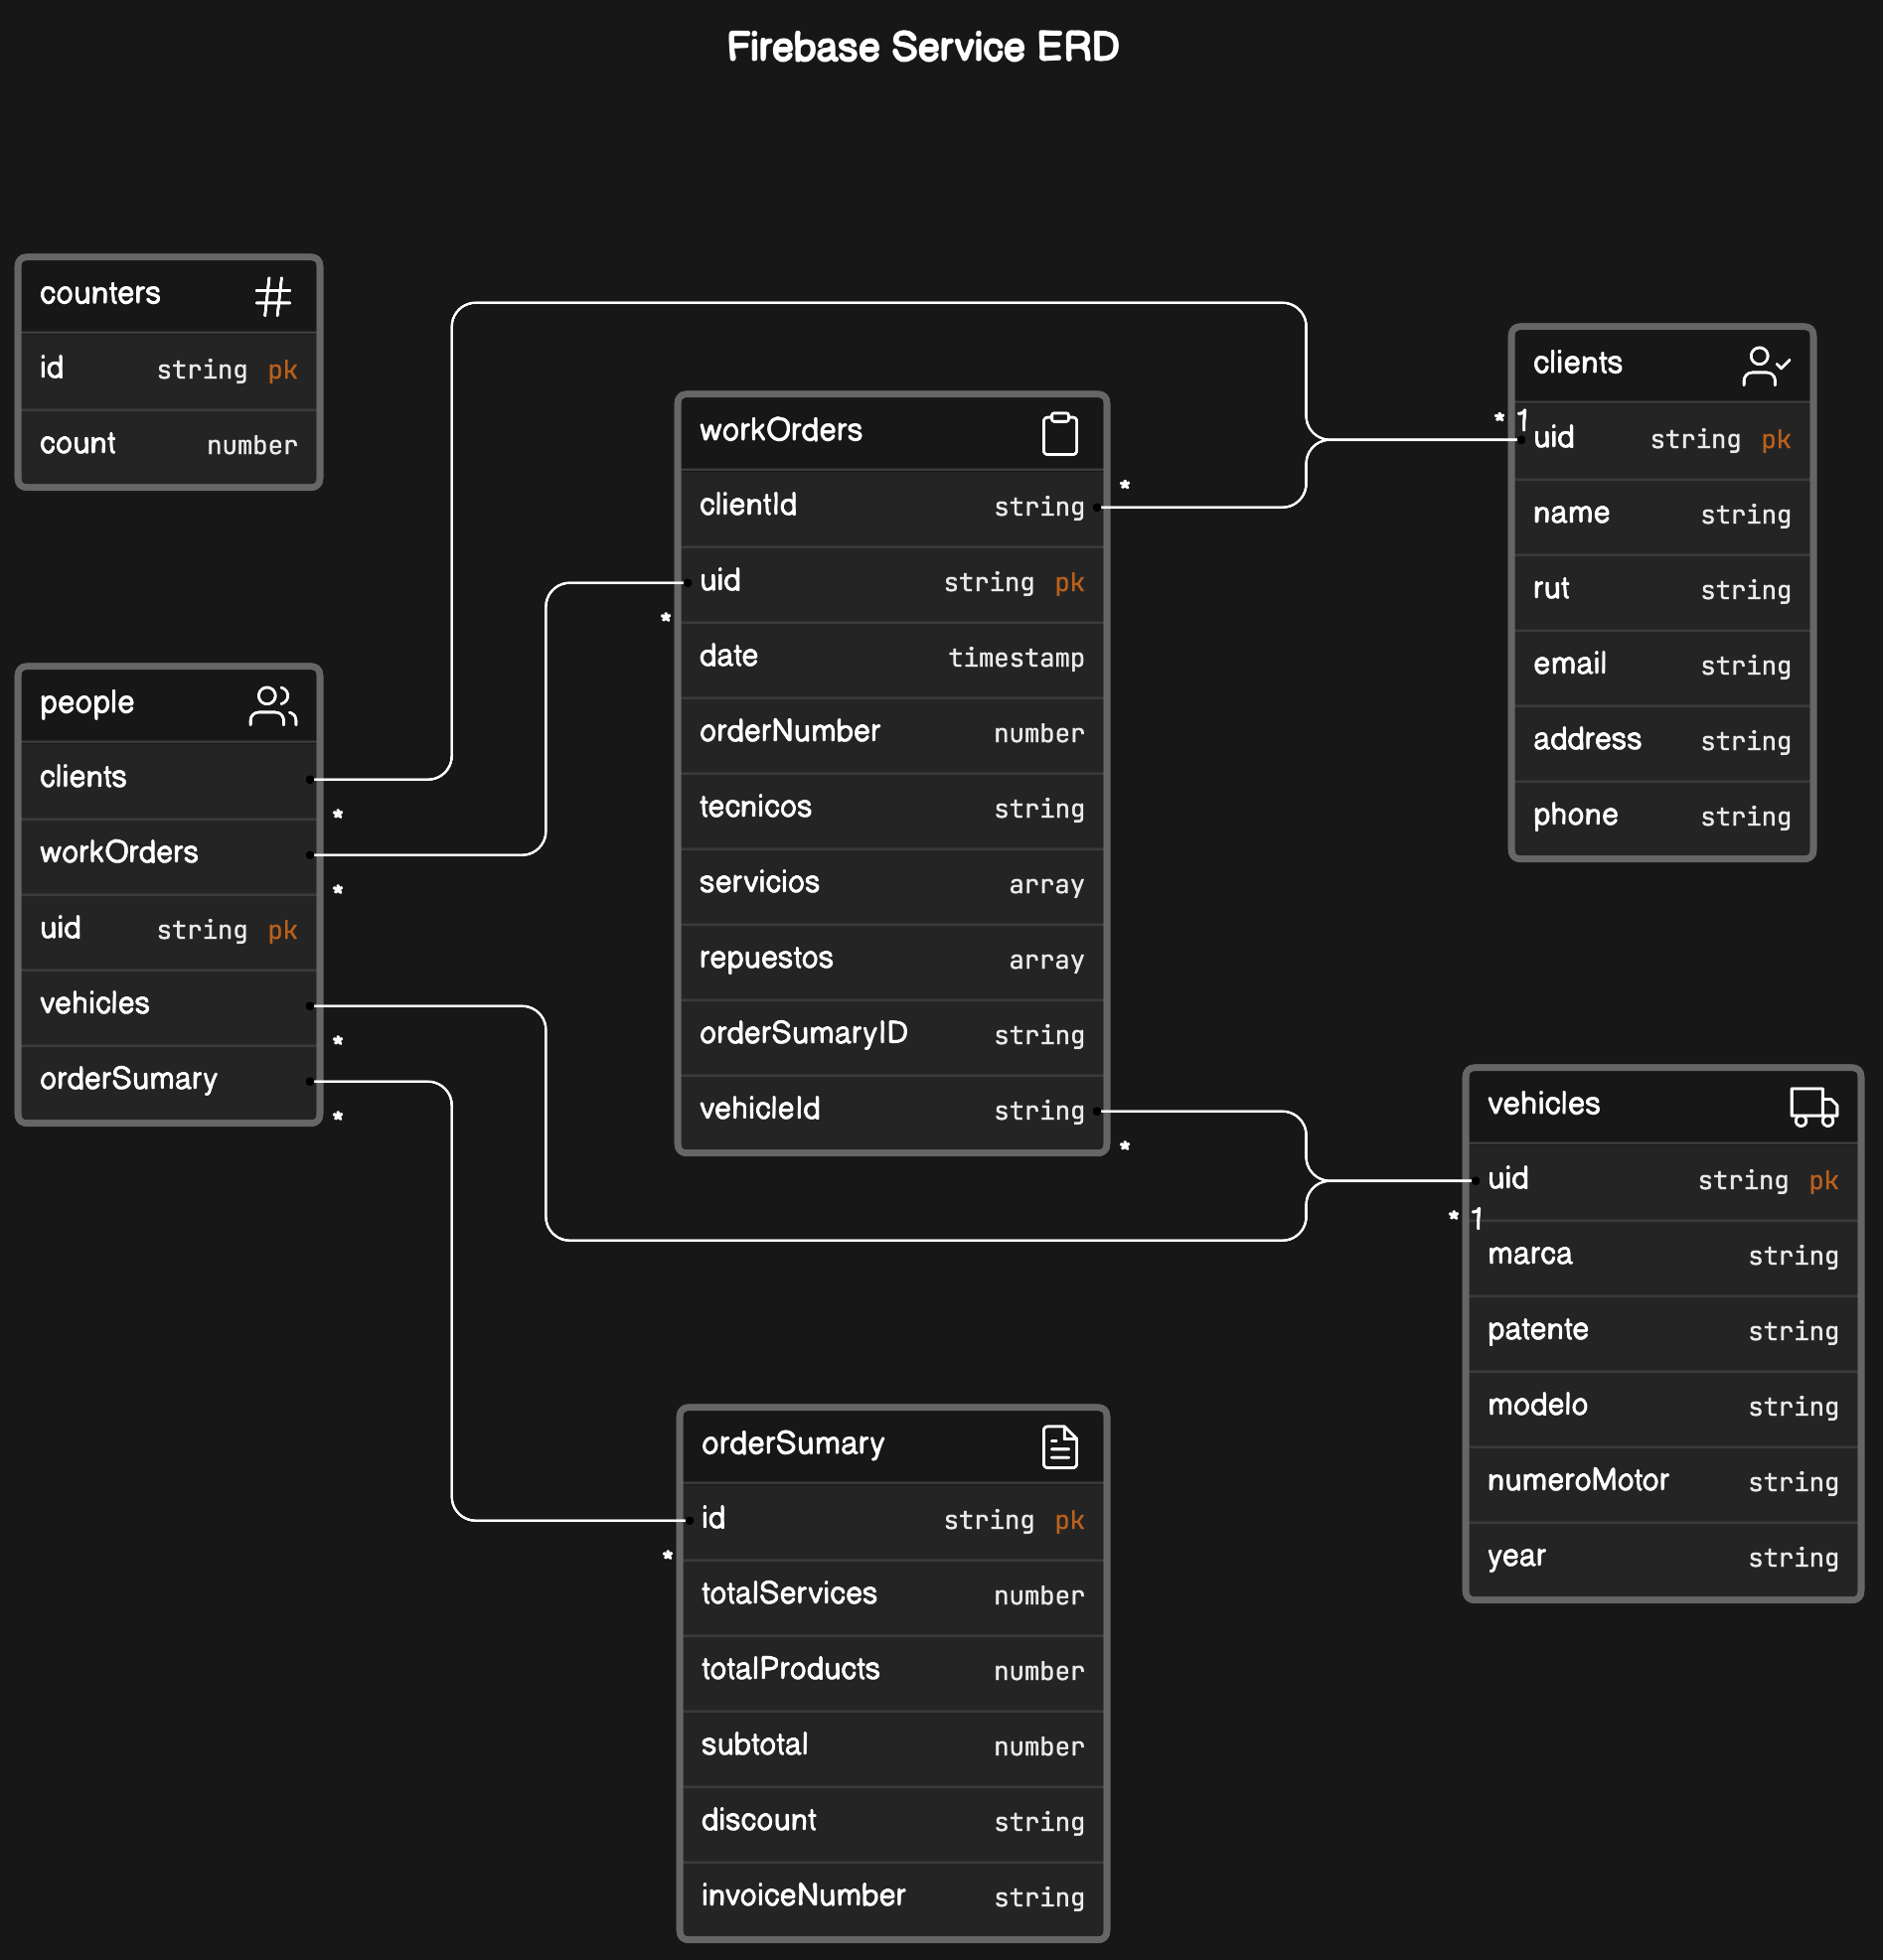 Firebase Service ERD
counters
id string pk
count number
people
clients
*
workOrders
*
uid string pk
vehicles
*
orderSumary
*
workOrders
clientId string
*
uid string pk
*
date timestamp
orderNumber number
tecnicos string
servicios array
repuestos array
orderSumaryID string
vehicleId string
*
orderSumary
id string pk
*
totalServices number
totalProducts number
subtotal number
discount string
invoiceNumber string
clients
* 1
uid string pk
name string
rut string
email string
address string
phone string
vehicles
uid string pk
* 1
marca string
patente string
modelo string
numeroMotor string
year string